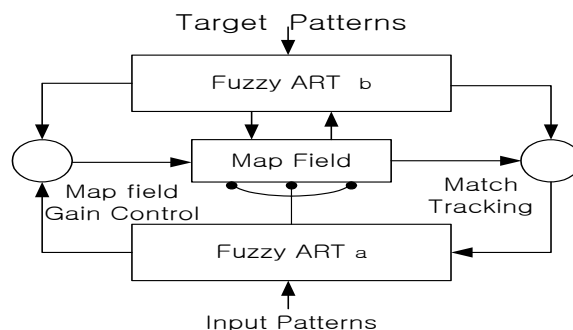 Target Patterns
Fuzzy ART b
Map Field
Map field
Gain Control
Match
Tracking
Fuzzy ART a
Input Patterns